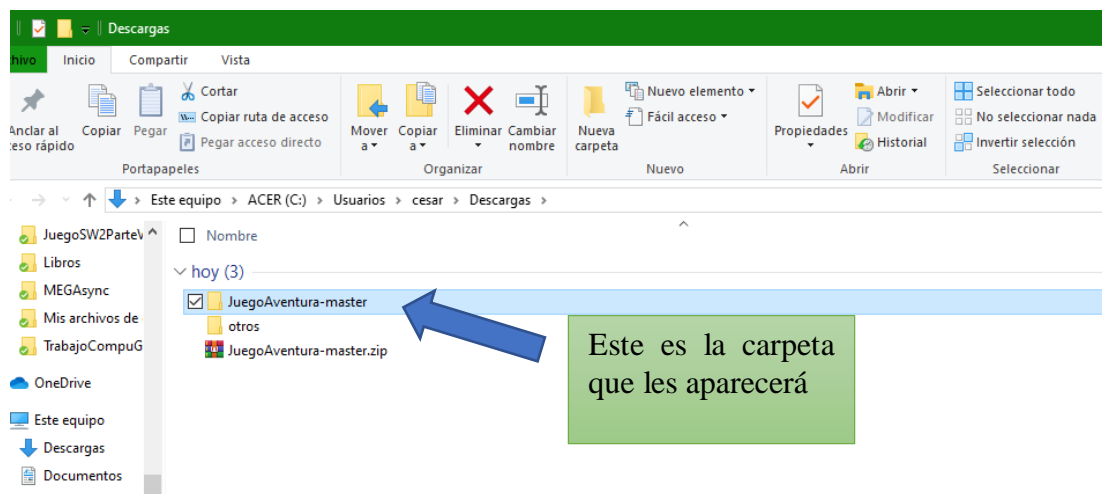 Descargas
hivo Inicio Compartir Vista
Anclar al
ceso rápido
Copiar
Pegar
Cortar
Copiar ruta de acceso
Pegar acceso directo
Portapapeles
Mover
a
Copiar
a
Eliminar
Cambiar
nombre
Organizar
Nueva
carpeta
Nuevo elemento
Fácil acceso
Nuevo
Propiedades
Abrir
Modificar
Historial
Abrir
Seleccionar todo
No seleccionar nada
Invertir selección
Seleccionar
Este equipo > ACER (C:) > Usuarios > cesar > Descargas >
JuegoSW2ParteV
Libros
MEGAsync
Mis archivos de
TrabajoCompuG
OneDrive
Este equipo
Descargas
Documentos
Nombre
hoy (3)
JuegoAventura-master
otros
JuegoAventura-master.zip
Este es la carpeta
que les aparecerá